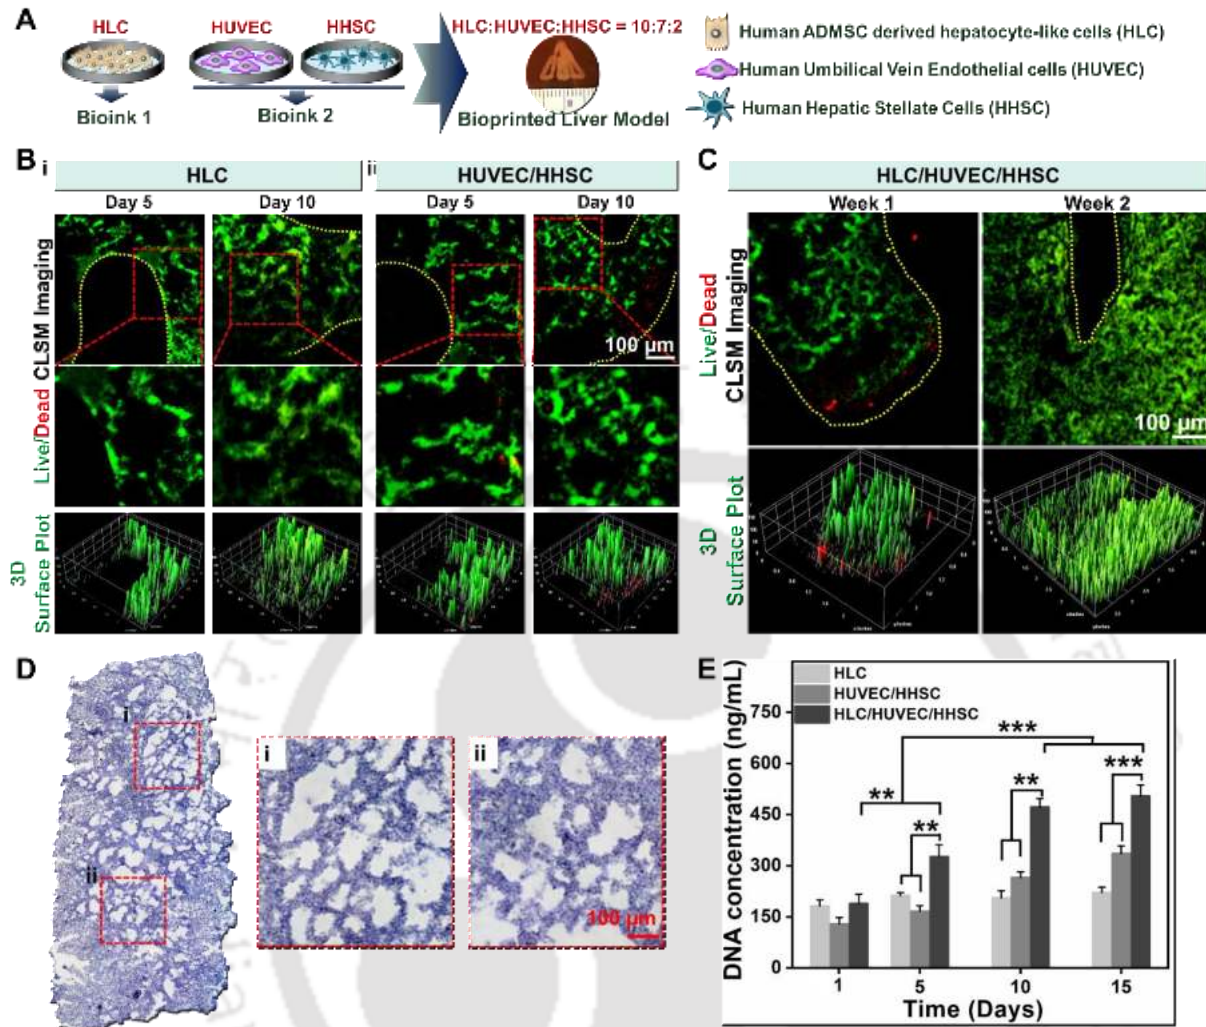 A
HLC
HUVEC
HHSC
Bioink 1
Bioink 2
HLC:HUVEC:HHSC = 10:7:2
Bioprinted Liver Model
Human ADMSC derived hepatocyte-like cells (HLC)
Human Umbilical Vein Endothelial cells (HUVEC)
Human Hepatic Stellate Cells (HHSC)
B
i
HLC
ii
HUVEC/HHSC
Day 5
Day 10
Day 5
Day 10
Live/Dead CLSM Imaging
100 µm
3D
Surface Plot
C
HLC/HUVEC/HHSC
Week 1
Week 2
Live/Dead
CLSM Imaging
100 µm
3D
Surface Plot
D
i
ii
i
ii
100 µm
E
HLC
HUVEC/HHSC
HLC/HUVEC/HHSC
DNA concentration (ng/mL)
750
600
450
300
150
0
**
**
**
***
***
1
5
10
15
Time (Days)